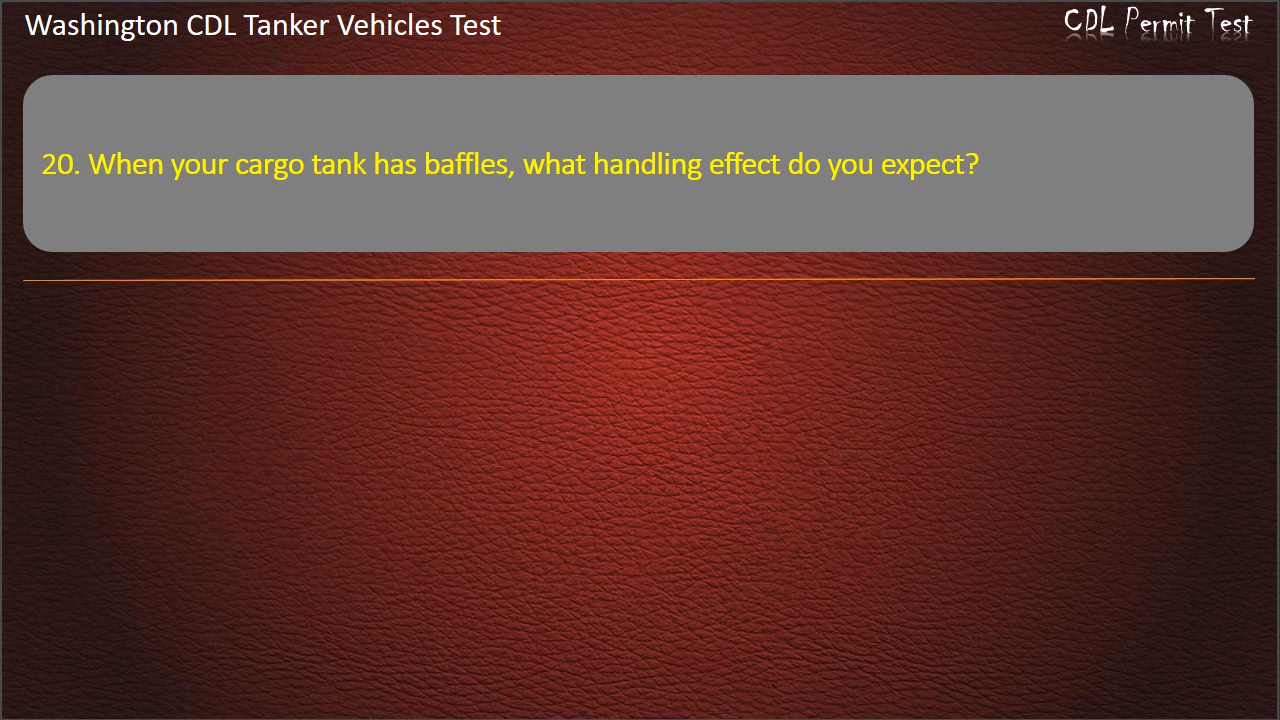 Washington CDL Tanker Vehicles Test
CDL Permit Test
20. When your cargo tank has baffles, what handling effect do you expect?